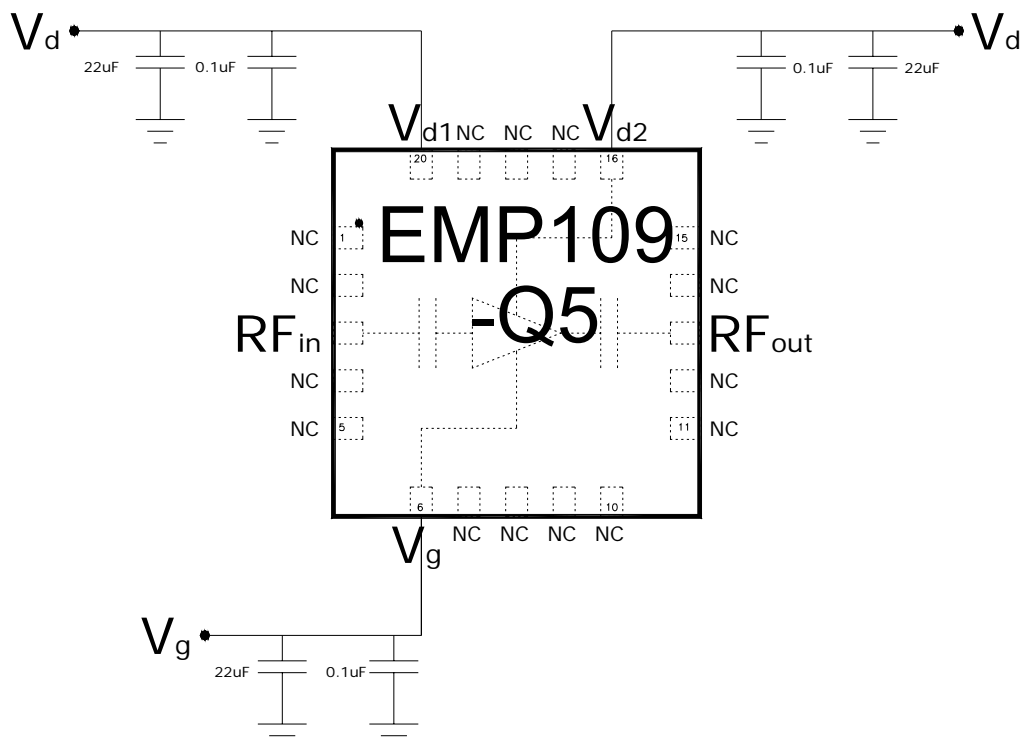 Vd
Vd
22uF
0.1uF
0.1uF
22uF
Vd1
NC
NC
NC
Vd2
20
16
EMP109
NC
1
15
NC
NC
NC
-Q5
RFin
RFout
NC
NC
NC
5
11
NC
6
10
Vg
NC
NC
NC
NC
Vg
22uF
0.1uF